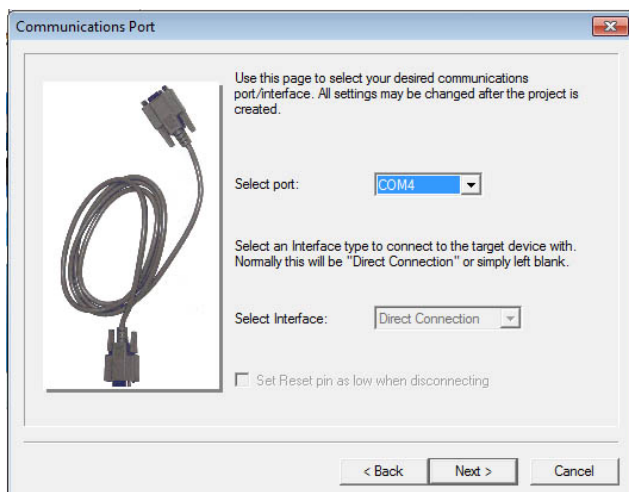 Communications Port
Use this page to select your desired communications
port/interface. All settings may be changed after the project is
created.
Select port:
COM4
Select an Interface type to connect to the target device with.
Normally this will be "Direct Connection" or simply left blank.
Select Interface:
Direct Connection
Set Reset pin as low when disconnecting
< Back
Next >
Cancel